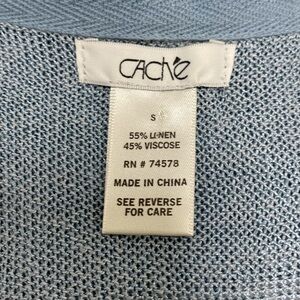 Caché
S
55% LINEN
45% VISCOSE
RN # 74578
MADE IN CHINA
SEE REVERSE
FOR CARE